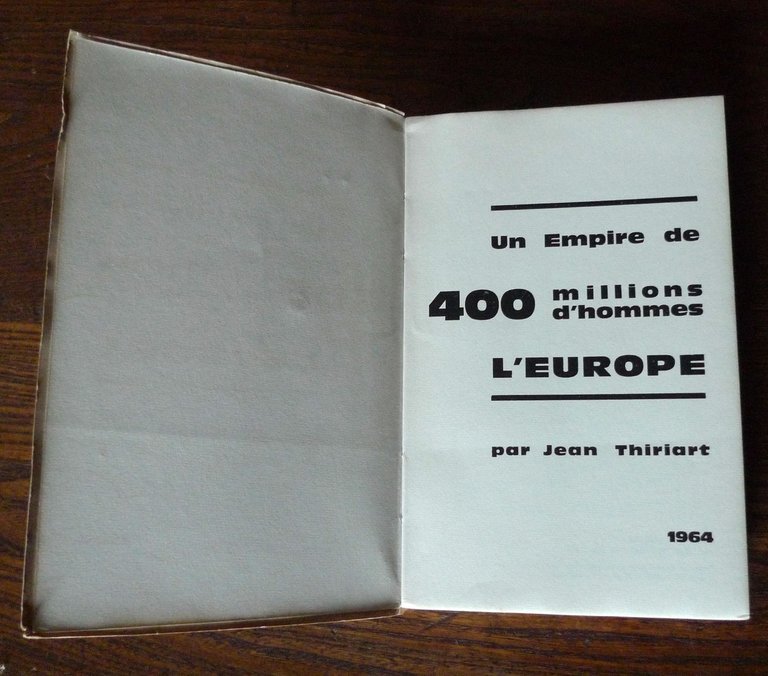 Un Empire de
400 millions
d'hommes
L'EUROPE
par Jean Thiriart
1964